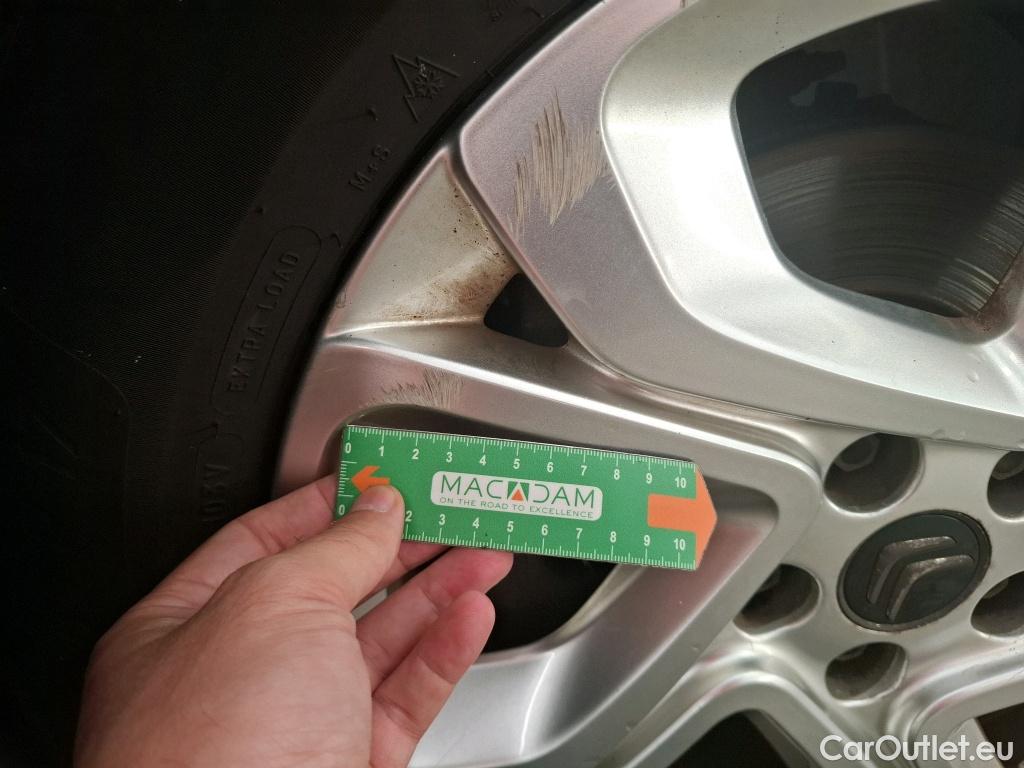 M+S
EXTRA LOAD
0 1 2 3 4 5 6 7 8 9 10
MACADAM
ON THE ROAD TO EXCELLENCE
0 2 3 4 5 6 7 8 9 10
CarOutlet.eu